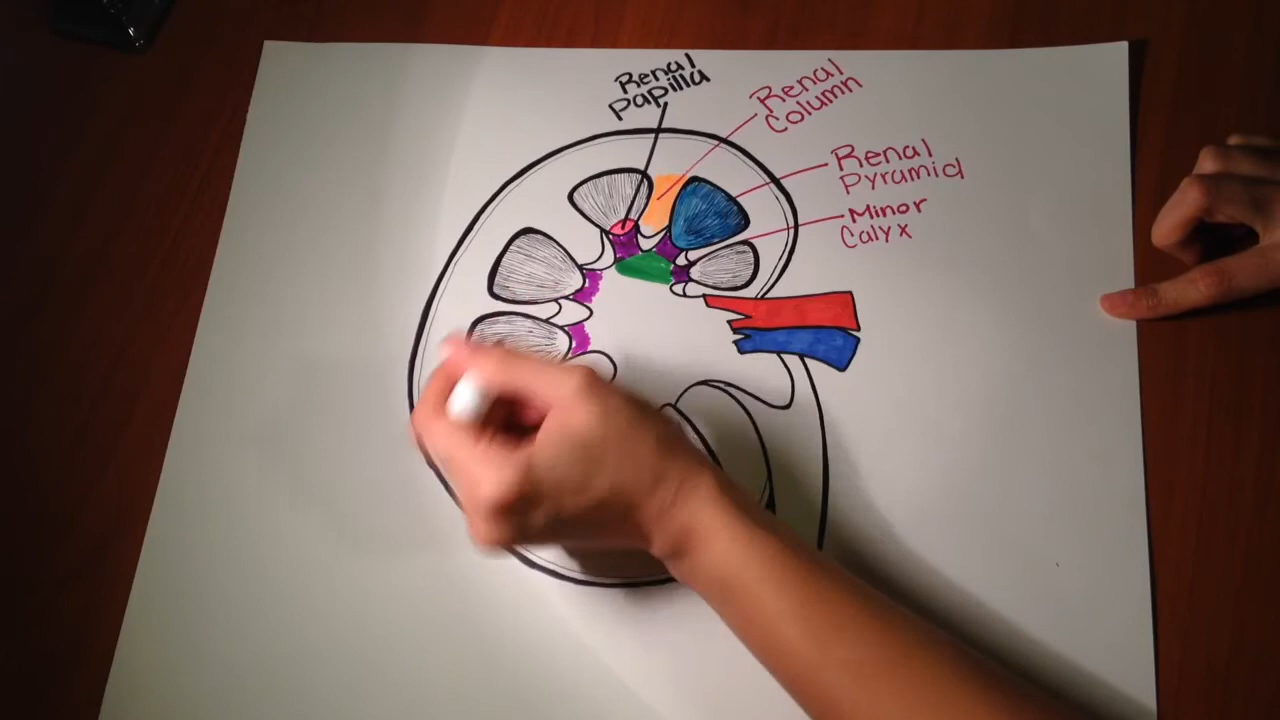 Renal
Papilla
Renal
Column
Renal
Pyramid
Minor
Calyx